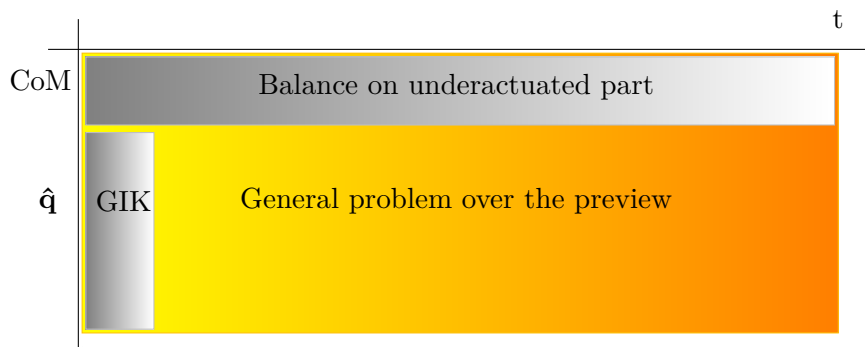 t
CoM
Balance on underactuated part
q̂
GIK
General problem over the preview